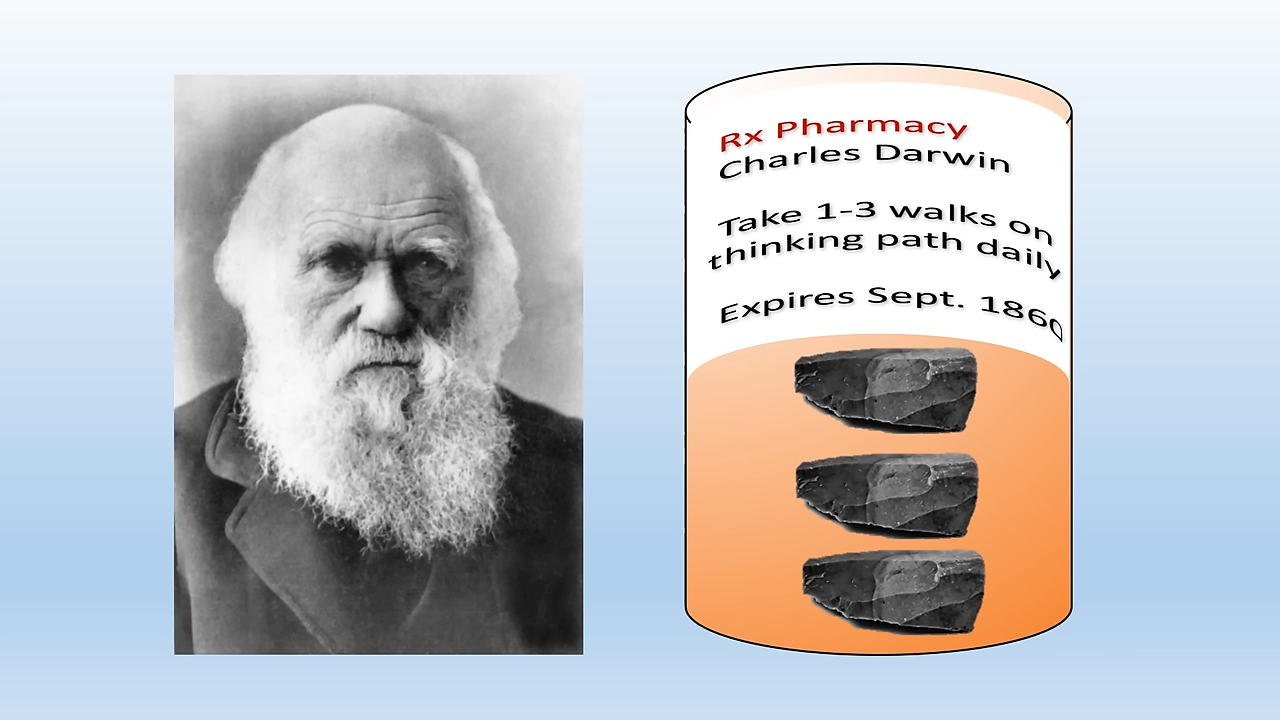 Rx Pharmacy
Charles Darwin
Take 1-3 walks on
thinking path daily
Expires Sept. 1860